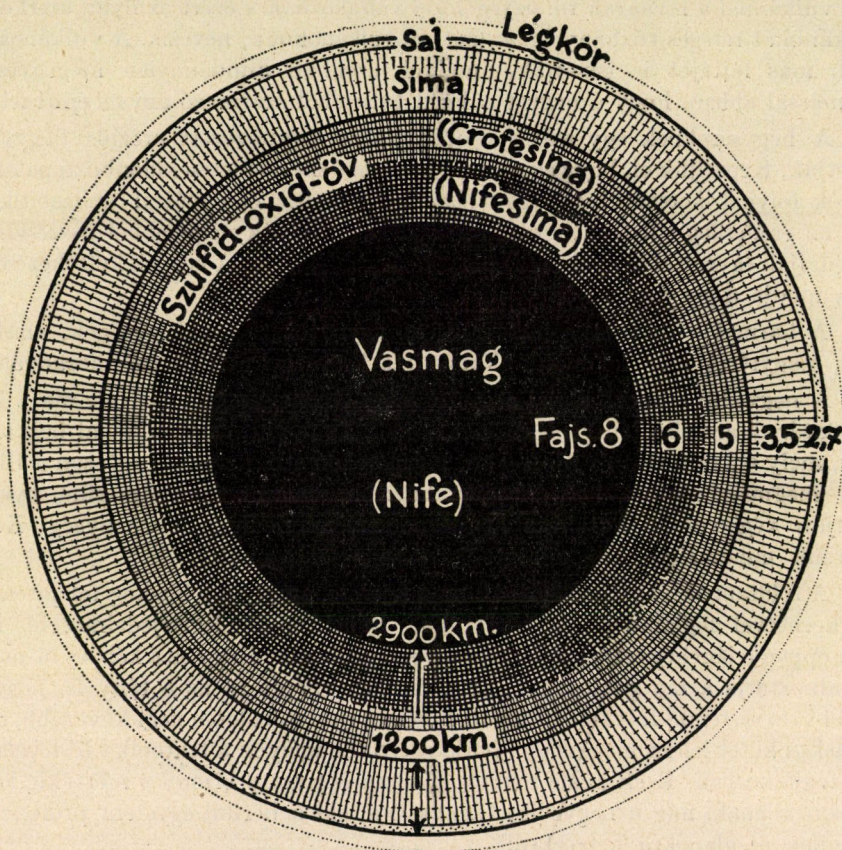 Légkör
Sal
Sima
(Crofesima)
(Nifesima)
Szulfid-oxid-öv
Vasmag
Fajs. 8 6 5 3,5-2,7
(Nife)
2900 km.
1200 km.